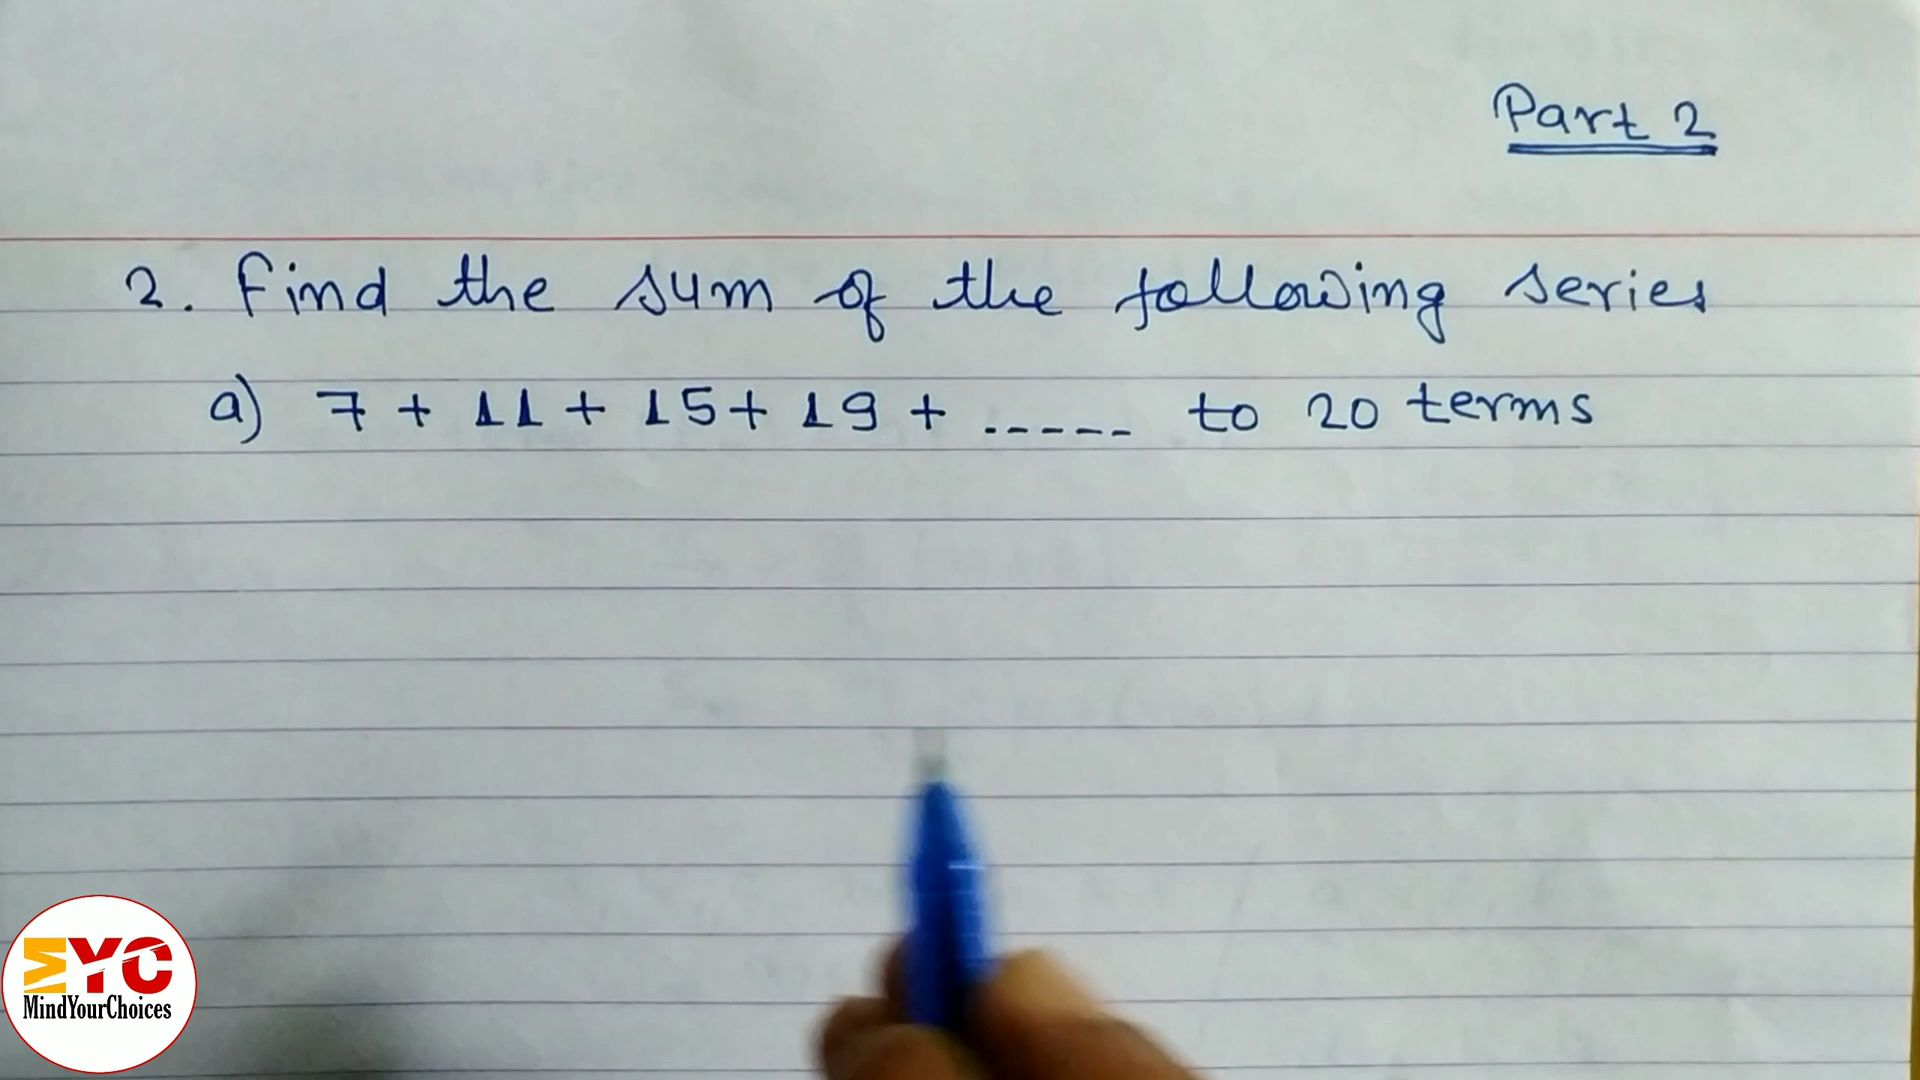 Part 2
2. Find the sum of the following series
a) 7 + 11 + 15 + 19 + ..... to 20 terms
MYC
MindYourChoices